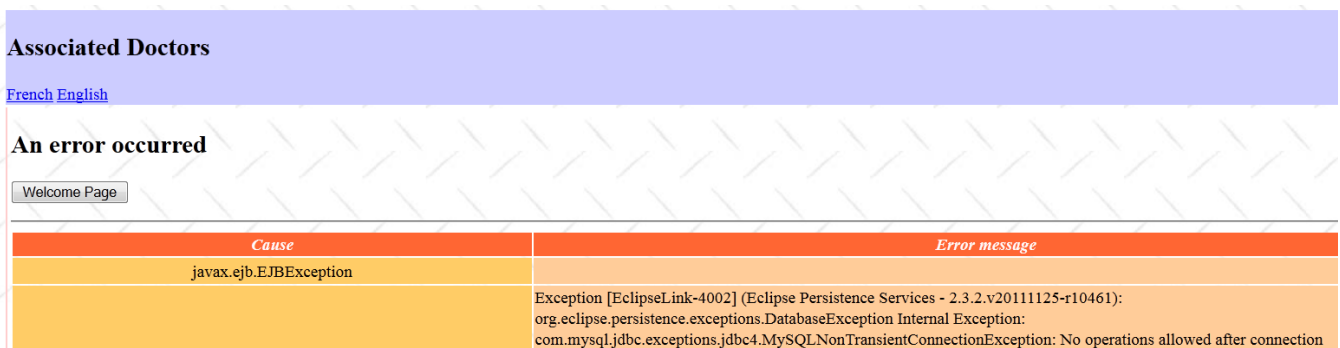 Associated Doctors
French English
An error occurred
Welcome Page
Cause Error message
javax.ejb.EJBException
Exception [EclipseLink-4002] (Eclipse Persistence Services - 2.3.2.v20111125-r10461):
org.eclipse.persistence.exceptions.DatabaseException Internal Exception:
com.mysql.jdbc.exceptions.jdbc4.MySQLNonTransientConnectionException: No operations allowed after connection